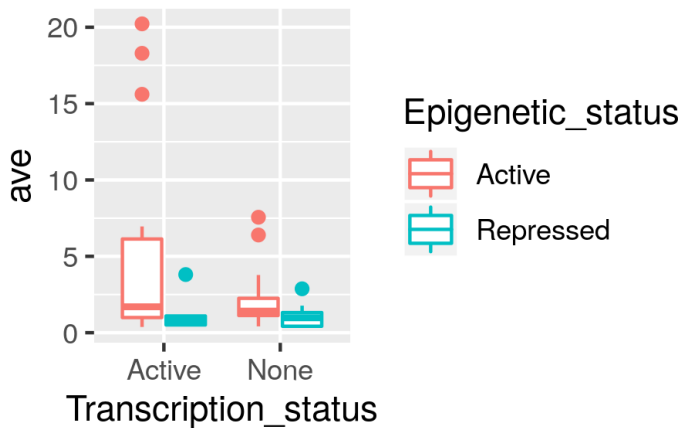 20
15
10
5
0
ave
Active
None
Transcription_status
Epigenetic_status
Active
Repressed